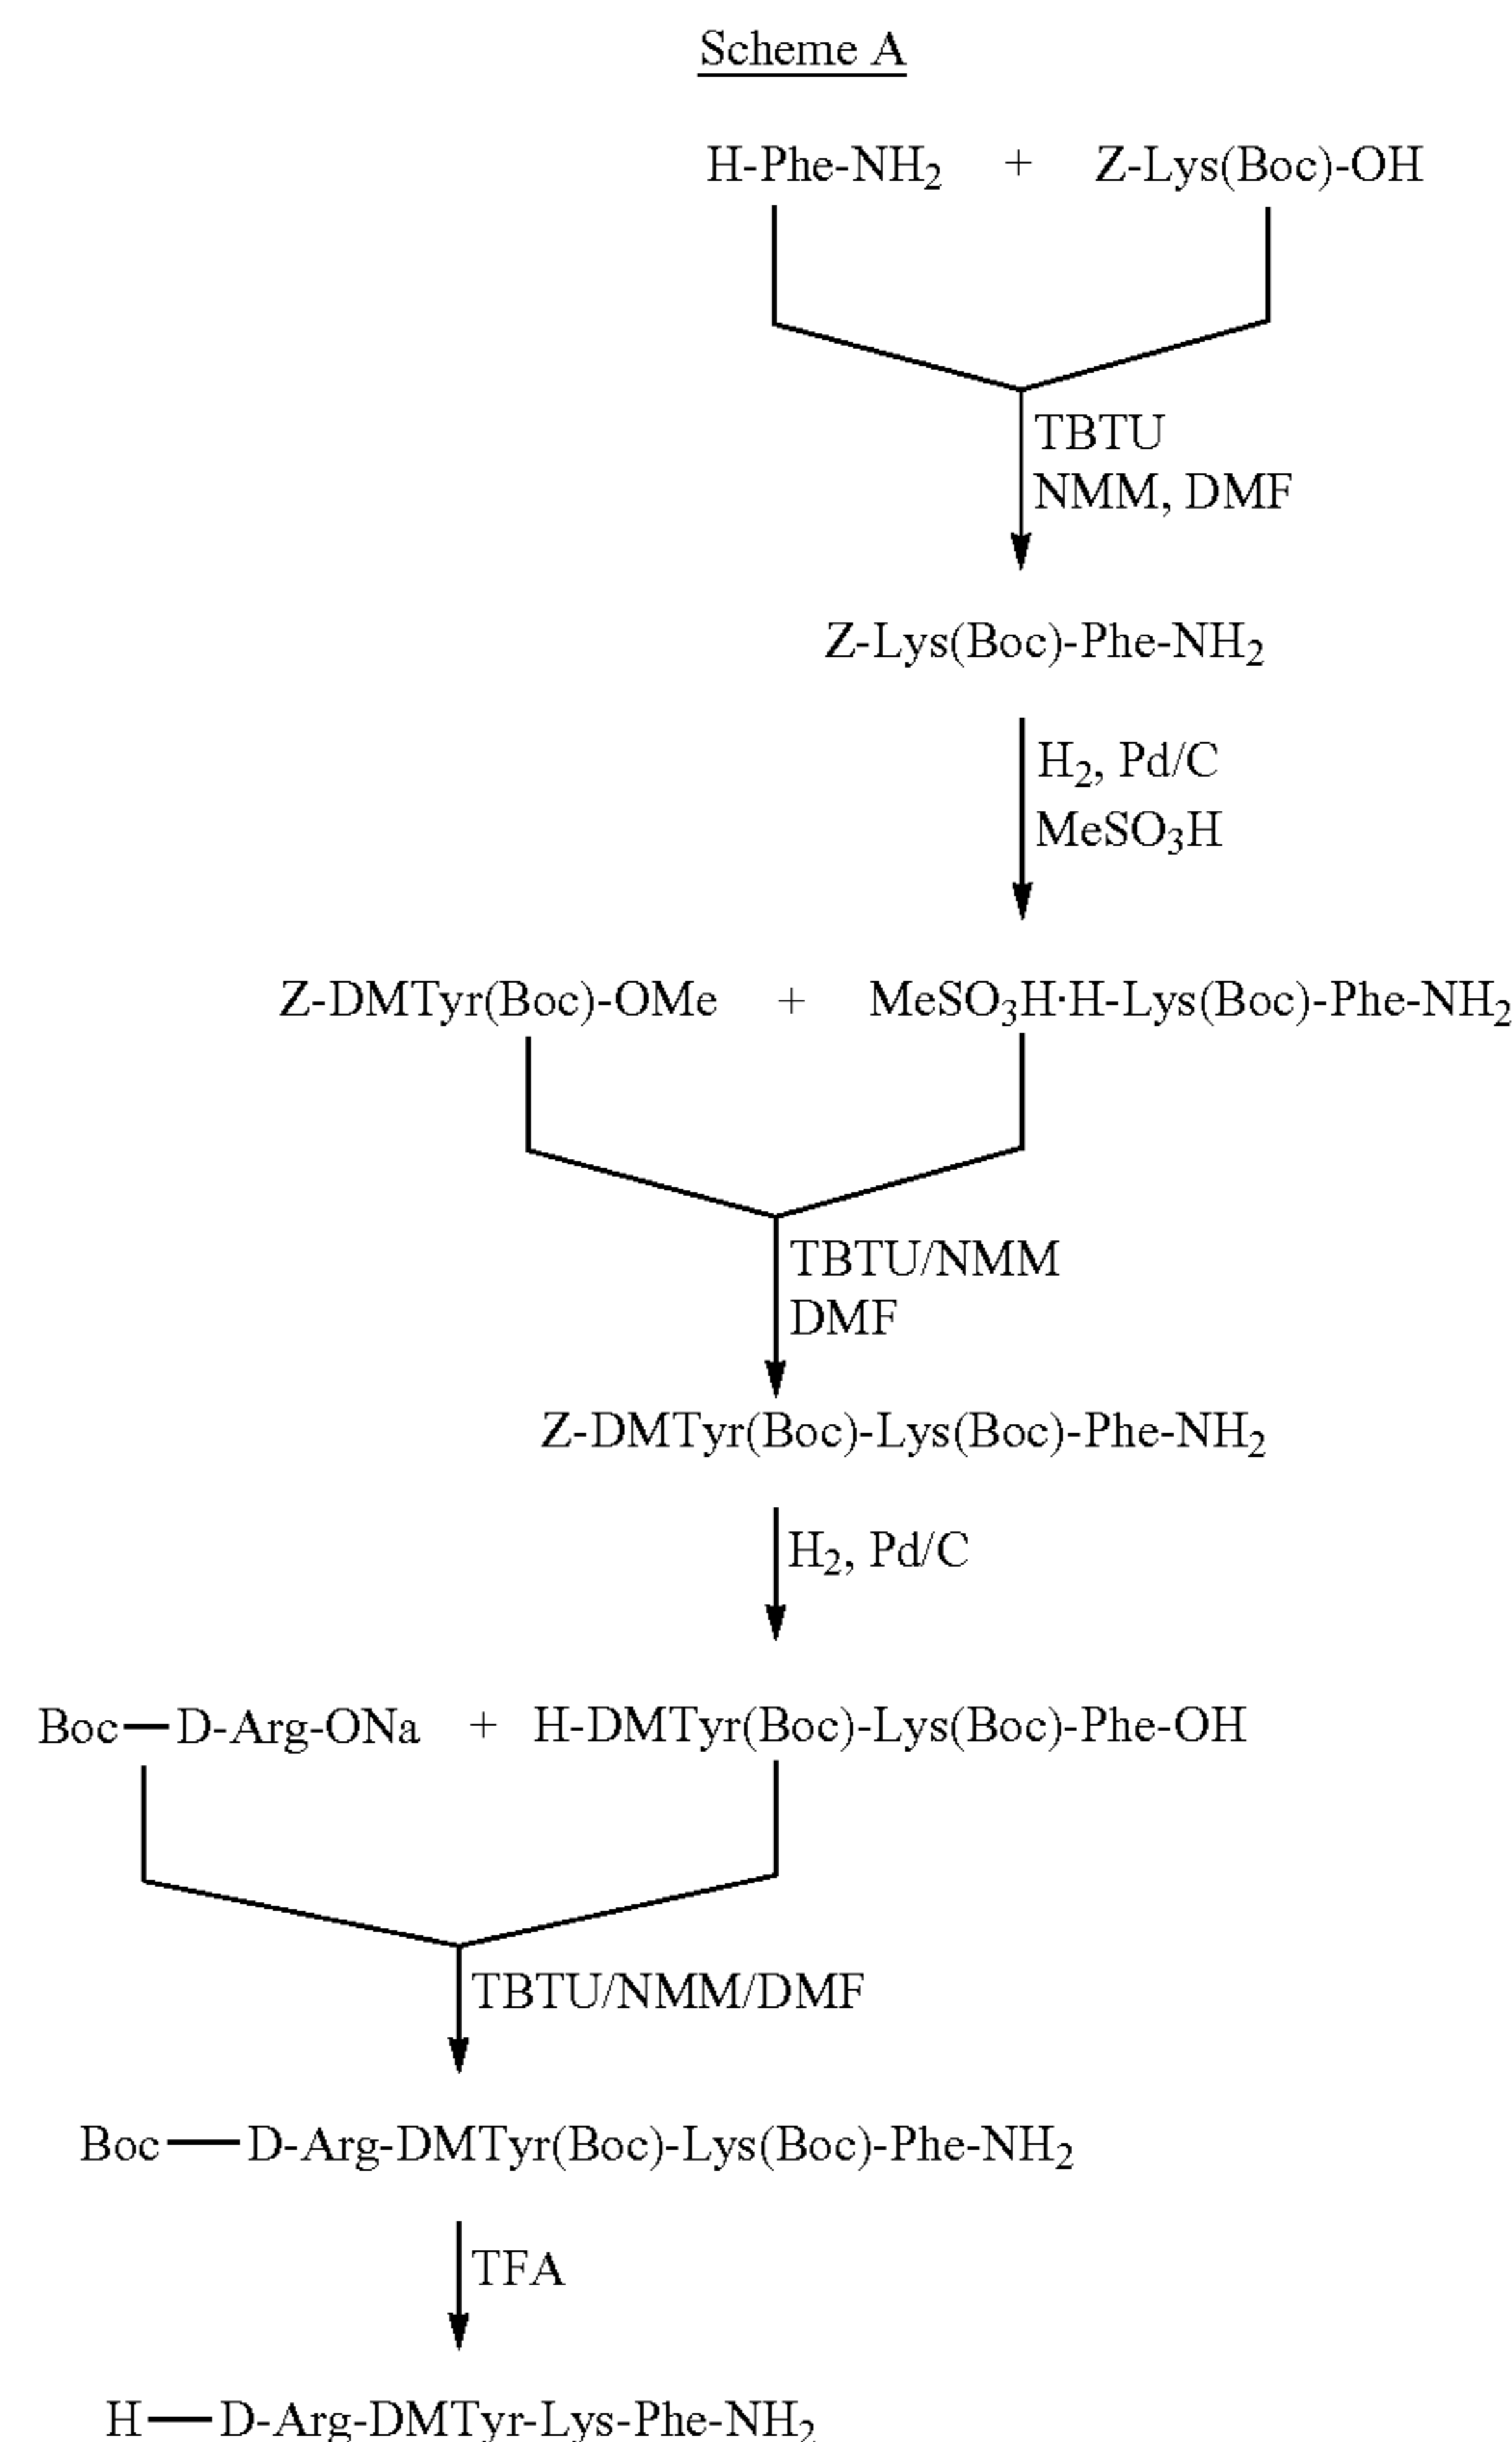 Scheme A
H-Phe-NH2 + Z-Lys(Boc)-OH
TBTU
NMM, DMF
Z-Lys(Boc)-Phe-NH2
H2, Pd/C
MeSO3H
Z-DMTyr(Boc)-OMe + MeSO3H·H-Lys(Boc)-Phe-NH2
TBTU/NMM
DMF
Z-DMTyr(Boc)-Lys(Boc)-Phe-NH2
H2, Pd/C
Boc—D-Arg-ONa + H-DMTyr(Boc)-Lys(Boc)-Phe-OH
TBTU/NMM/DMF
Boc—D-Arg-DMTyr(Boc)-Lys(Boc)-Phe-NH2
TFA
H—D-Arg-DMTyr-Lys-Phe-NH2